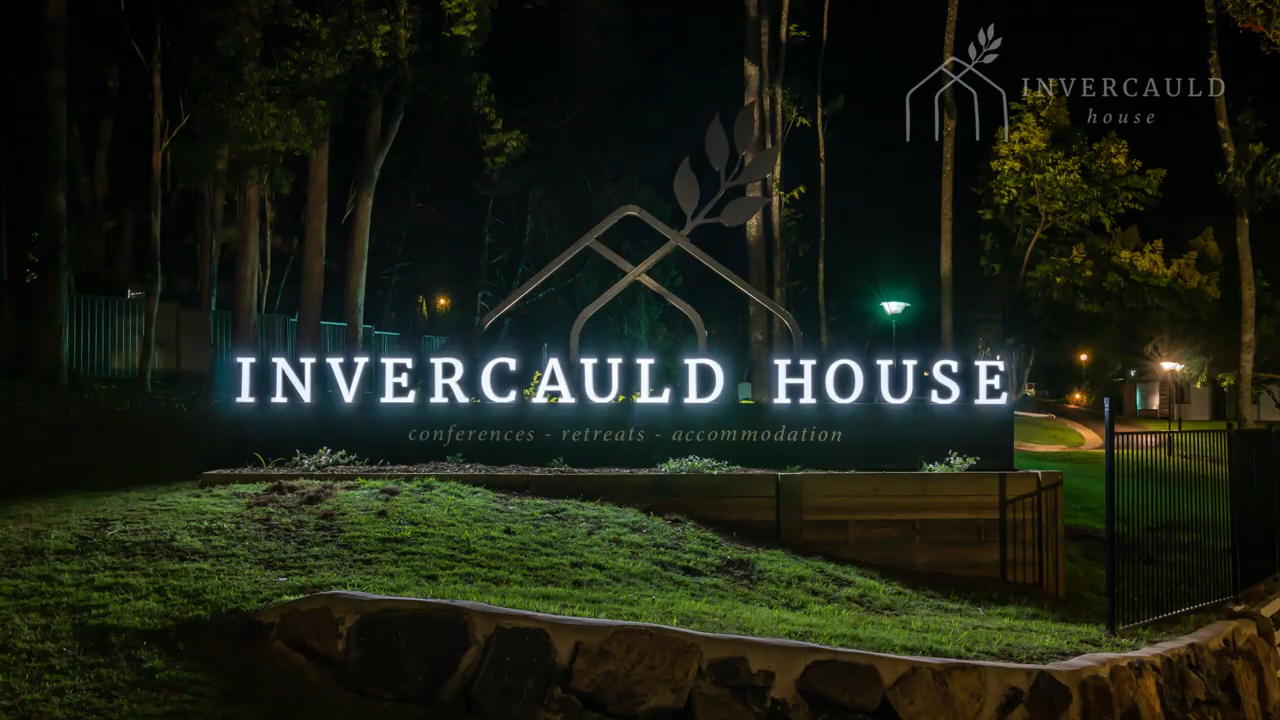 INVERCAULD
house
INVERCAULD HOUSE
conferences - retreats - accommodation